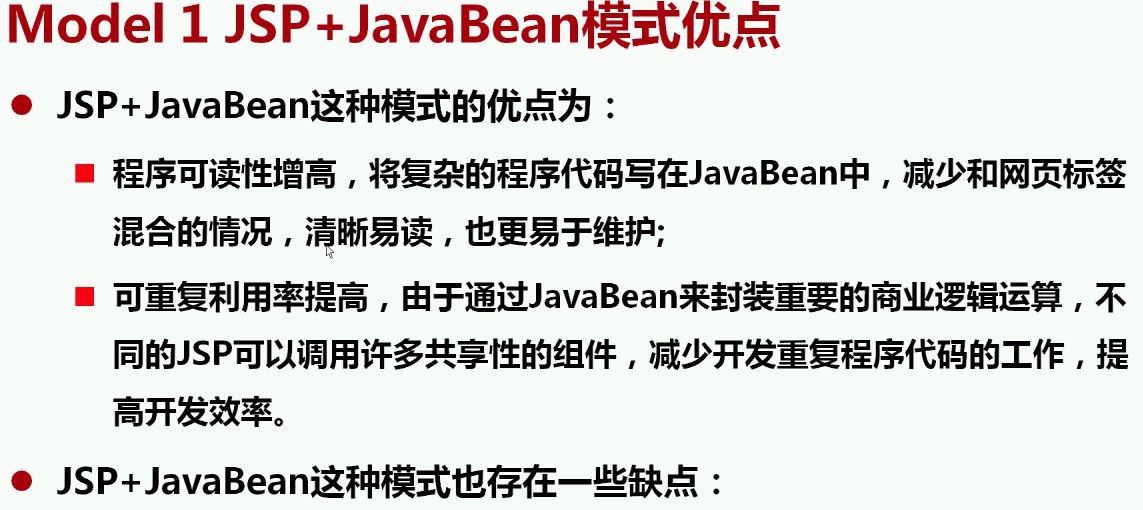 Model 1 JSP+JavaBean模式优点
JSP+JavaBean这种模式的优点为：
程序可读性增高，将复杂的程序代码写在JavaBean中，减少和网页标签
混合的情况，清晰易读，也更易于维护;
可重复利用率提高，由于通过JavaBean来封装重要的商业逻辑运算，不
同的JSP可以调用许多共享性的组件，减少开发重复程序代码的工作，提
高开发效率。
JSP+JavaBean这种模式也存在一些缺点：